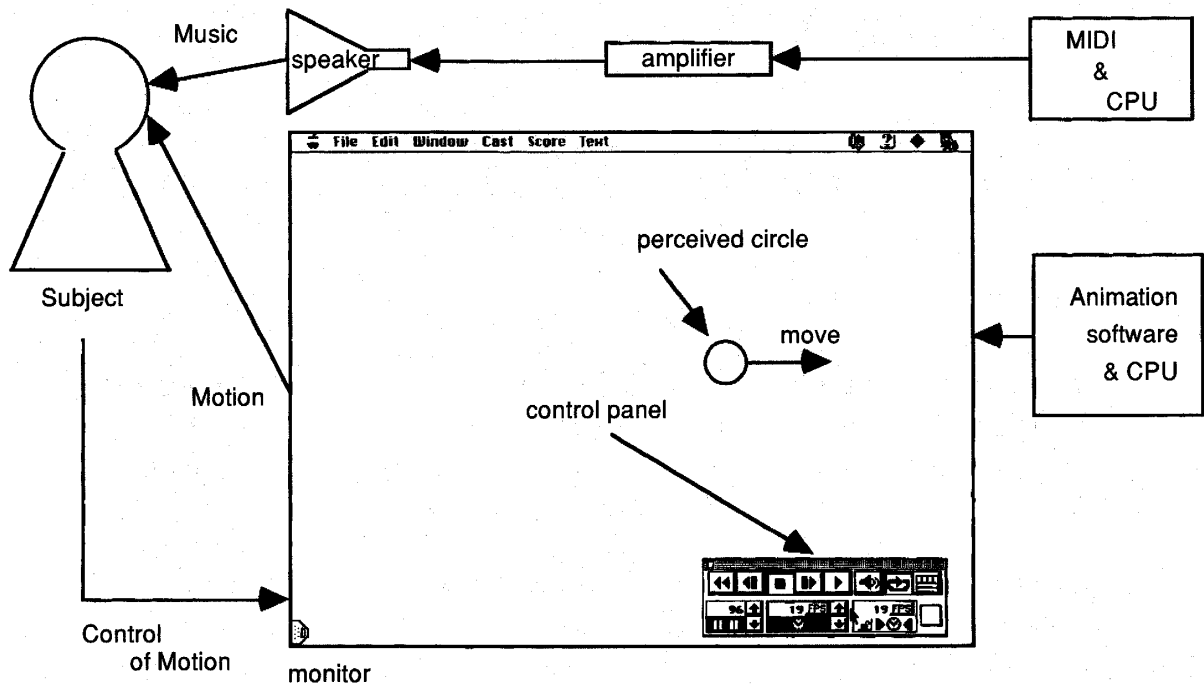 Music
speaker
amplifier
MIDI
&
CPU
File Edit Window Cast Score Text
perceived circle
move
Subject
Animation
software
& CPU
Motion
control panel
96 19 FPS 19 FPS
Control
of Motion
monitor